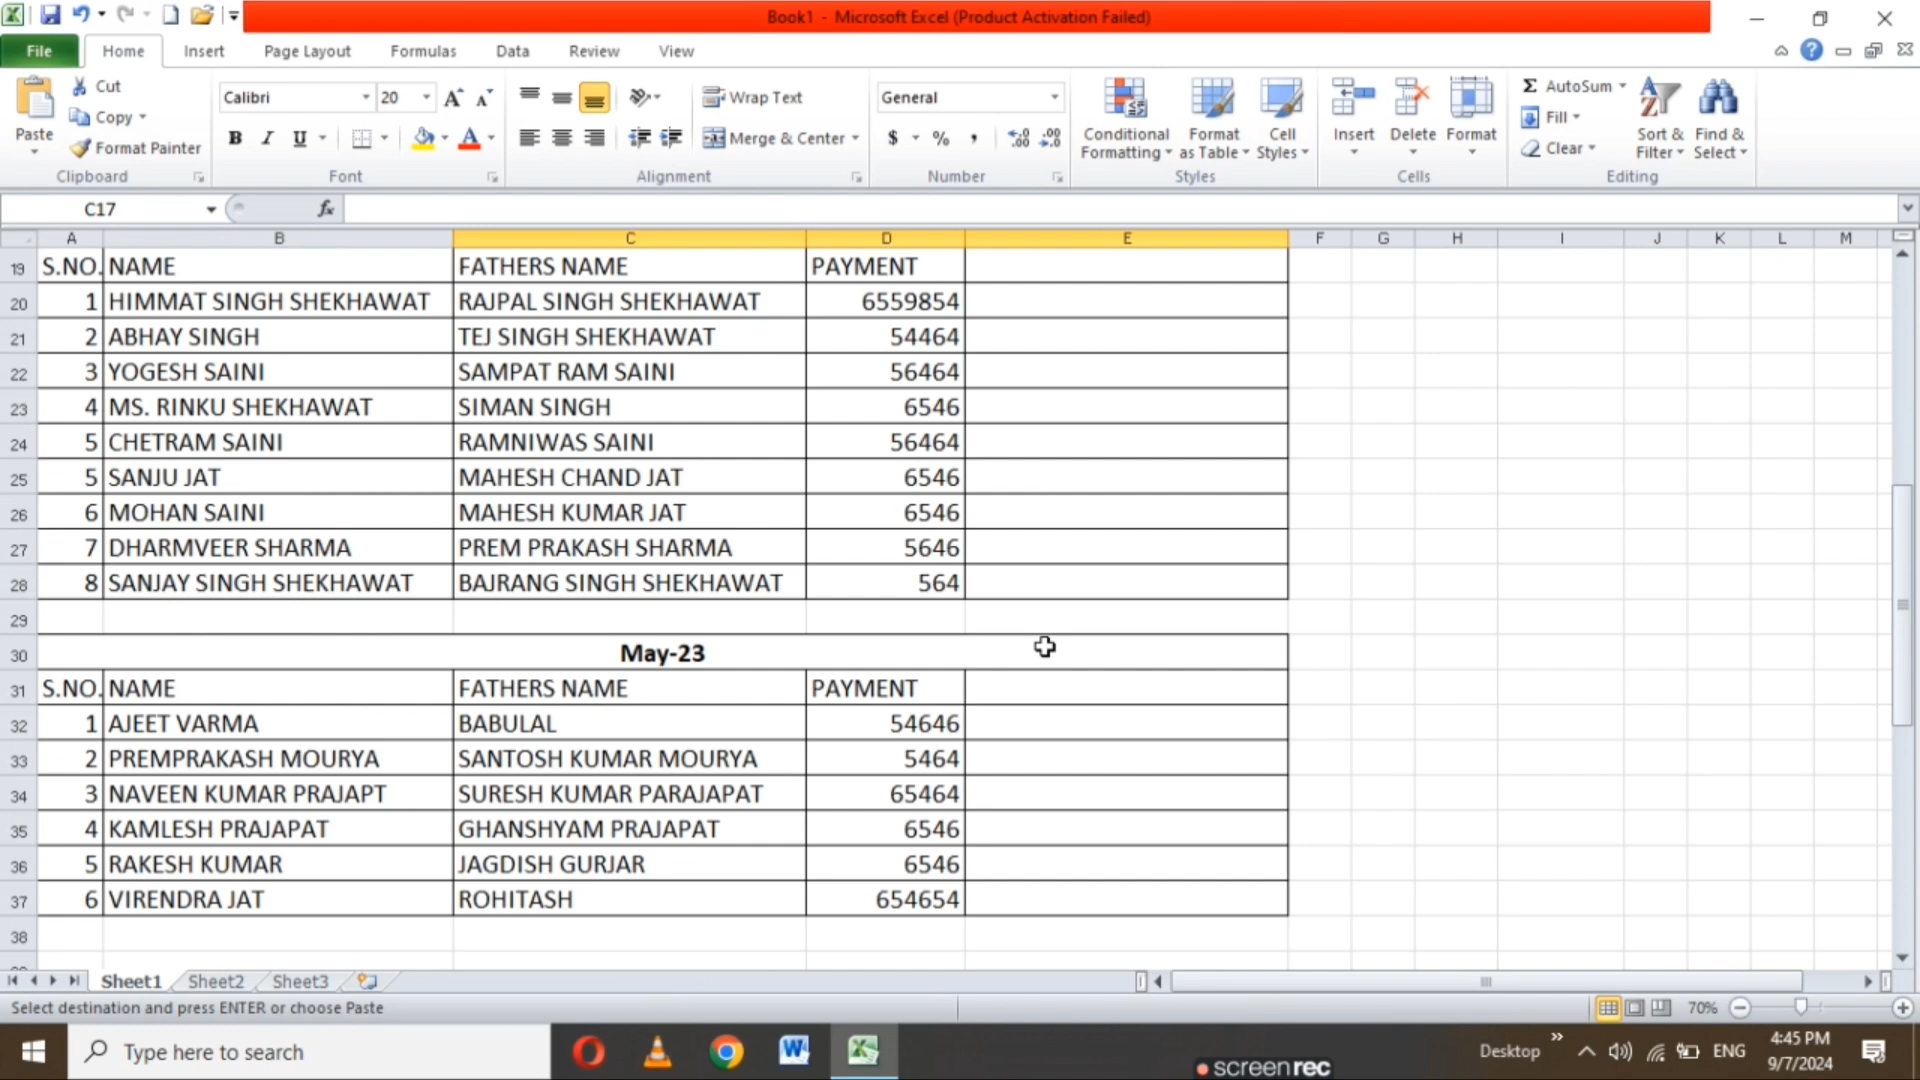 Book1 - Microsoft Excel (Product Activation Failed)
File Home Insert Page Layout Formulas Data Review View
Cut
Copy
Format Painter
Paste
Clipboard
Calibri 20
B I U
Font
Wrap Text
Merge & Center
Alignment
General
$ % ,
Number
Conditional Formatting
Format as Table
Cell Styles
Styles
Insert Delete Format
Cells
AutoSum
Fill
Clear
Sort & Filter
Find & Select
Editing
C17 fx
A B C D E F G H I J K L M
19 S.NO. NAME FATHERS NAME PAYMENT
20 1 HIMMAT SINGH SHEKHAWAT RAJPAL SINGH SHEKHAWAT 6559854
21 2 ABHAY SINGH TEJ SINGH SHEKHAWAT 54464
22 3 YOGESH SAINI SAMPAT RAM SAINI 56464
23 4 MS. RINKU SHEKHAWAT SIMAN SINGH 6546
24 5 CHETRAM SAINI RAMNIWAS SAINI 56464
25 5 SANJU JAT MAHESH CHAND JAT 6546
26 6 MOHAN SAINI MAHESH KUMAR JAT 6546
27 7 DHARMVEER SHARMA PREM PRAKASH SHARMA 5646
28 8 SANJAY SINGH SHEKHAWAT BAJRANG SINGH SHEKHAWAT 564
29
30 May-23
31 S.NO. NAME FATHERS NAME PAYMENT
32 1 AJEET VARMA BABULAL 54646
33 2 PREMPRAKASH MOURYA SANTOSH KUMAR MOURYA 5464
34 3 NAVEEN KUMAR PRAJAPT SURESH KUMAR PARAJAPAT 65464
35 4 KAMLESH PRAJAPAT GHANSHYAM PRAJAPAT 6546
36 5 RAKESH KUMAR JAGDISH GURJAR 6546
37 6 VIRENDRA JAT ROHITASH 654654
38
Sheet1 Sheet2 Sheet3
Select destination and press ENTER or choose Paste 70%
Type here to search
screenrec
Desktop ENG
4:45 PM
9/7/2024